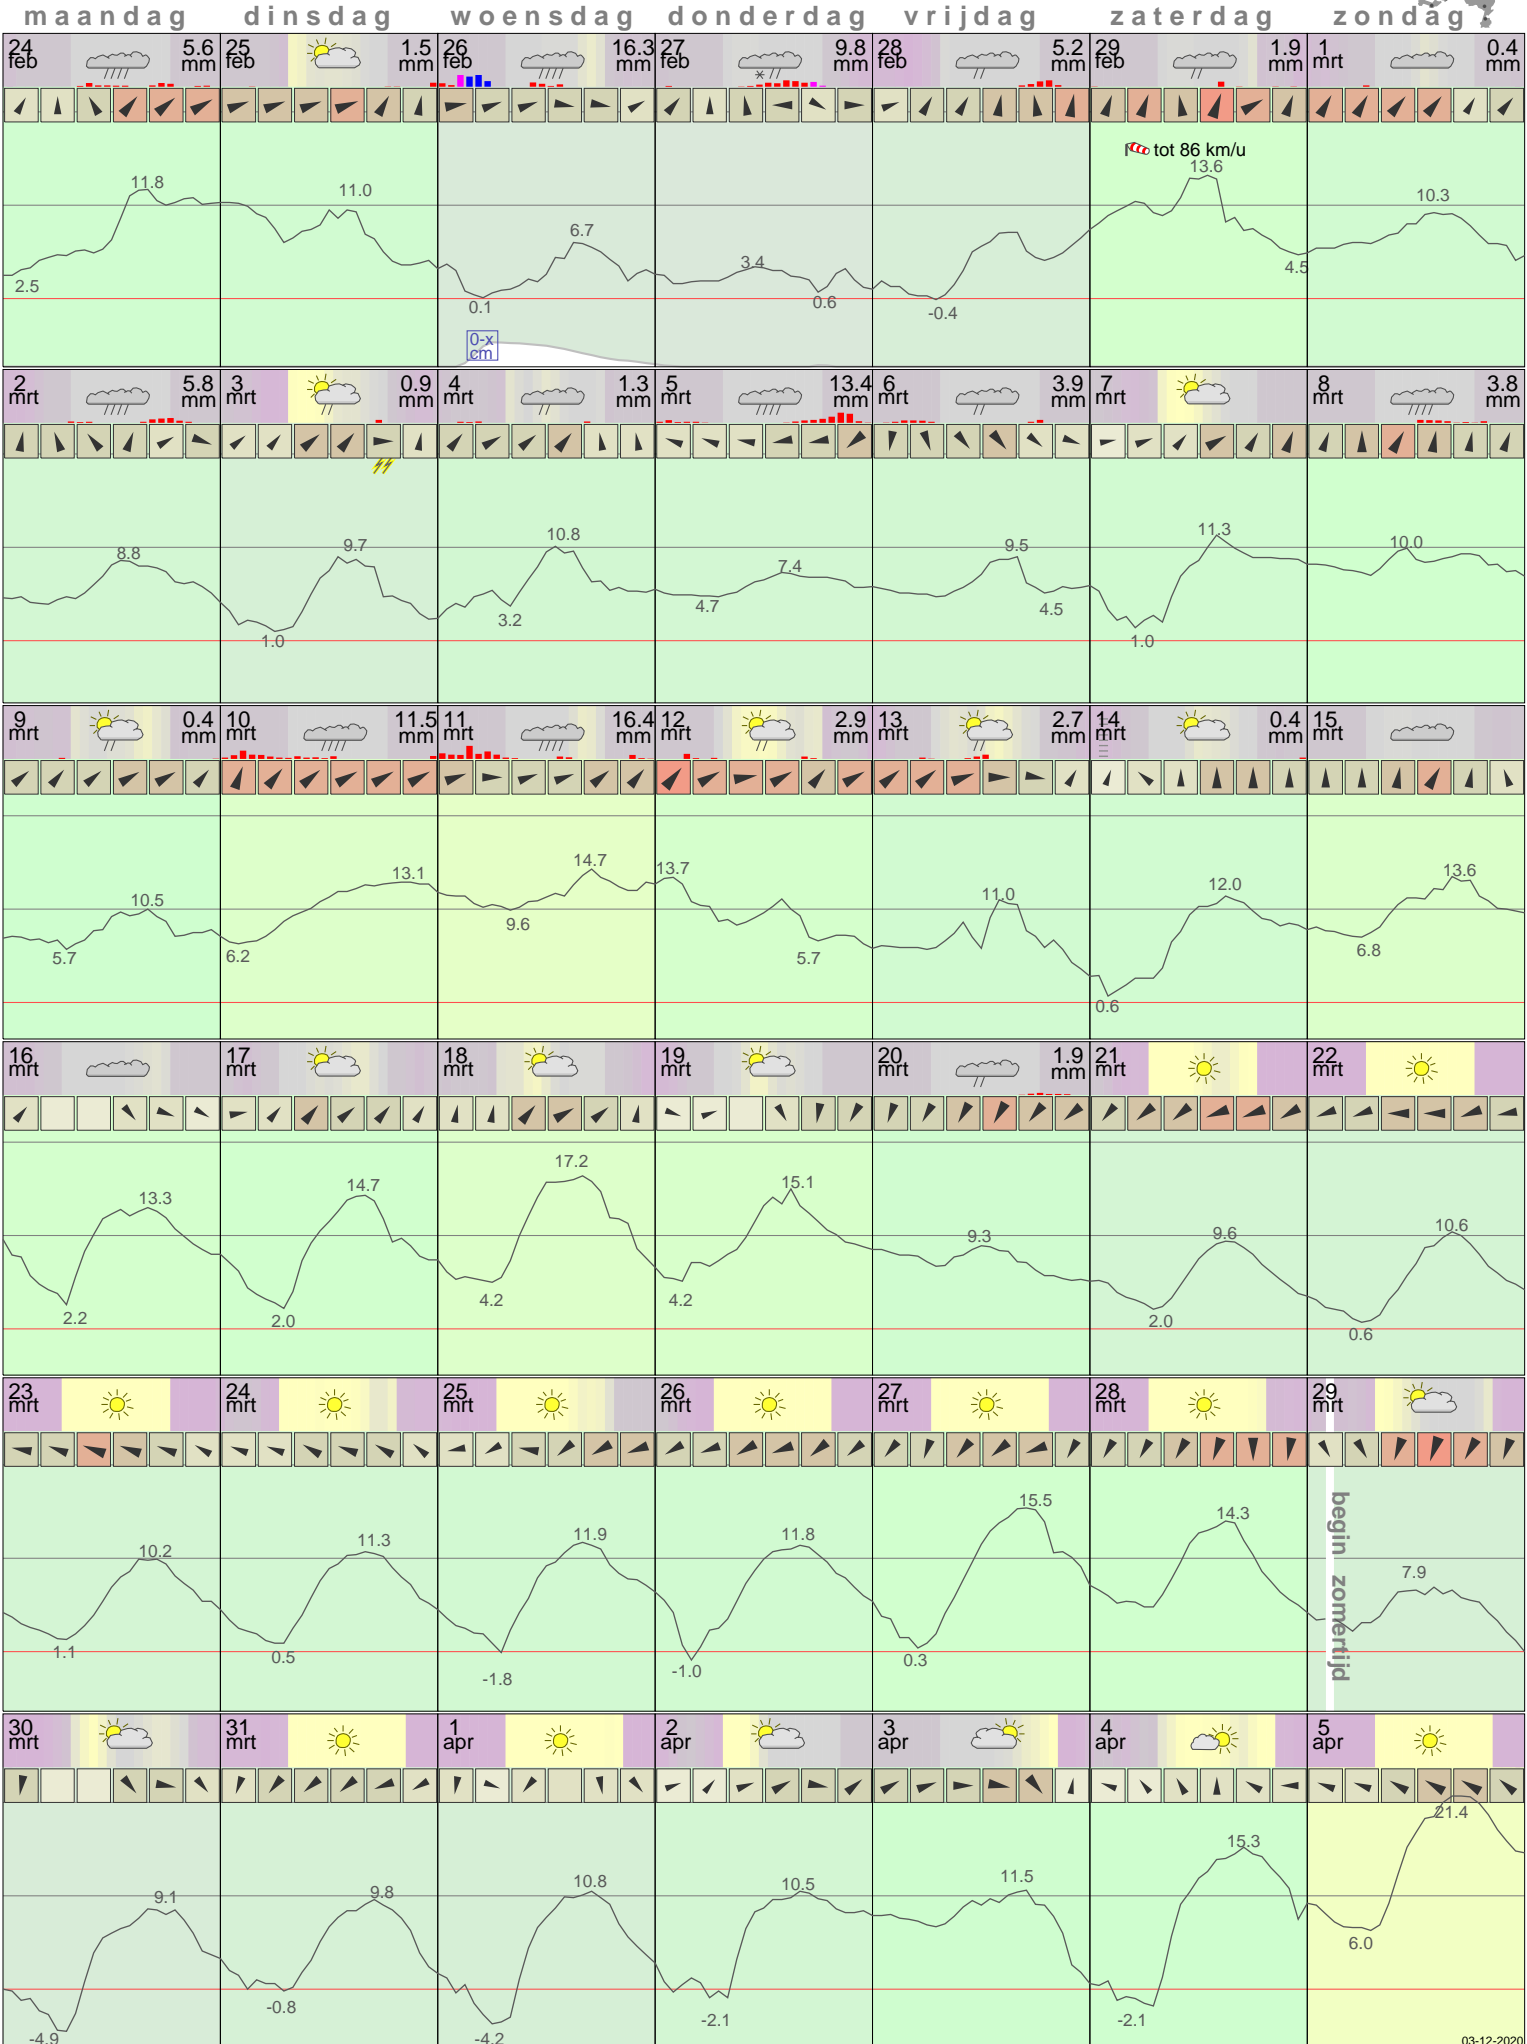 maandag dinsdag woensdag donderdag vrijdag zaterdag zondag
24 5.6 25 1.5 26 16.3 27 9.8 28 5.2 29 1.9 1 0.4
feb mm feb mm feb mm feb mm feb mm feb mm mrt mm
tot 86 km/u
11.8 11.0 6.7 3.4 13.6 10.3
2.5 0.1 0.6 -0.4 4.5
0-x
cm
2 5.8 3 0.9 4 1.3 5 13.4 6 3.9 7 8 3.8
mrt mm mrt mm mrt mm mrt mm mrt mm mrt mrt mm
8.8 9.7 10.8 7.4 9.5 11.3 10.0
1.0 3.2 4.7 4.5 1.0
9 0.4 10 11.5 11 16.4 12 2.9 13 2.7 14 0.4 15
mrt mm mrt mm mrt mm mrt mm mrt mm mrt mm mrt
10.5 13.1 14.7 13.7 11.0 12.0 13.6
5.7 6.2 9.6 5.7 0.6 6.8
16 17 18 19 20 1.9 21 22
mrt mrt mrt mrt mrt mm mrt mrt
13.3 14.7 17.2 15.1 9.3 9.6 10.6
2.2 2.0 4.2 4.2 2.0 0.6
23 24 25 26 27 28 29
mrt mrt mrt mrt mrt mrt mrt
10.2 11.3 11.9 11.8 15.5 14.3 7.9
1.1 0.5 -1.8 -1.0 0.3
begin zomertijd
30 31 1 2 3 4 5
mrt mrt apr apr apr apr apr
9.1 9.8 10.8 10.5 11.5 15.3 21.4
-4.9 -0.8 -4.2 -2.1 -2.1 6.0
03-12-2020